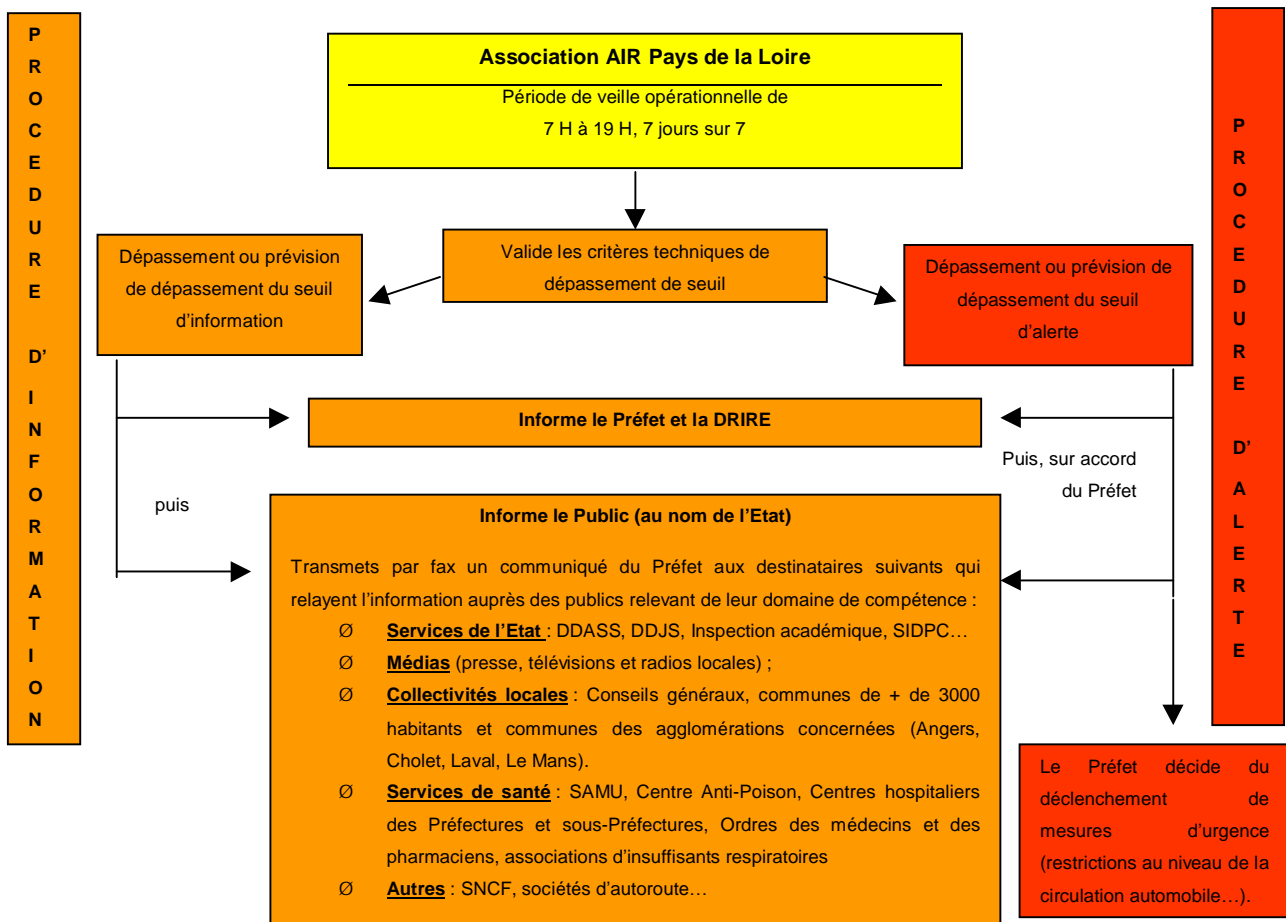 PROCEDURE D'INFORMATION
Association AIR Pays de la Loire
Période de veille opérationnelle de
7 H à 19 H, 7 jours sur 7
PROCEDURE D'ALERTE
Dépassement ou prévision
de dépassement du seuil
d'information
Valide les critères techniques de
dépassement de seuil
Dépassement ou prévision de
dépassement du seuil
d'alerte
Informe le Préfet et la DRIRE
puis
Puis, sur accord
du Préfet
Informe le Public (au nom de l'Etat)
Transmets par fax un communiqué du Préfet aux destinataires suivants qui
relayent l'information auprès des publics relevant de leur domaine de compétence :
Ø Services de l'Etat : DDASS, DDJS, Inspection académique, SIDPC…
Ø Médias (presse, télévisions et radios locales) ;
Ø Collectivités locales : Conseils généraux, communes de + de 3000
habitants et communes des agglomérations concernées (Angers,
Cholet, Laval, Le Mans).
Ø Services de santé : SAMU, Centre Anti-Poison, Centres hospitaliers
des Préfectures et sous-Préfectures, Ordres des médecins et des
pharmaciens, associations d'insuffisants respiratoires
Ø Autres : SNCF, sociétés d'autoroute…
Le Préfet décide du
déclenchement de
mesures d'urgence
(restrictions au niveau de la
circulation automobile…).